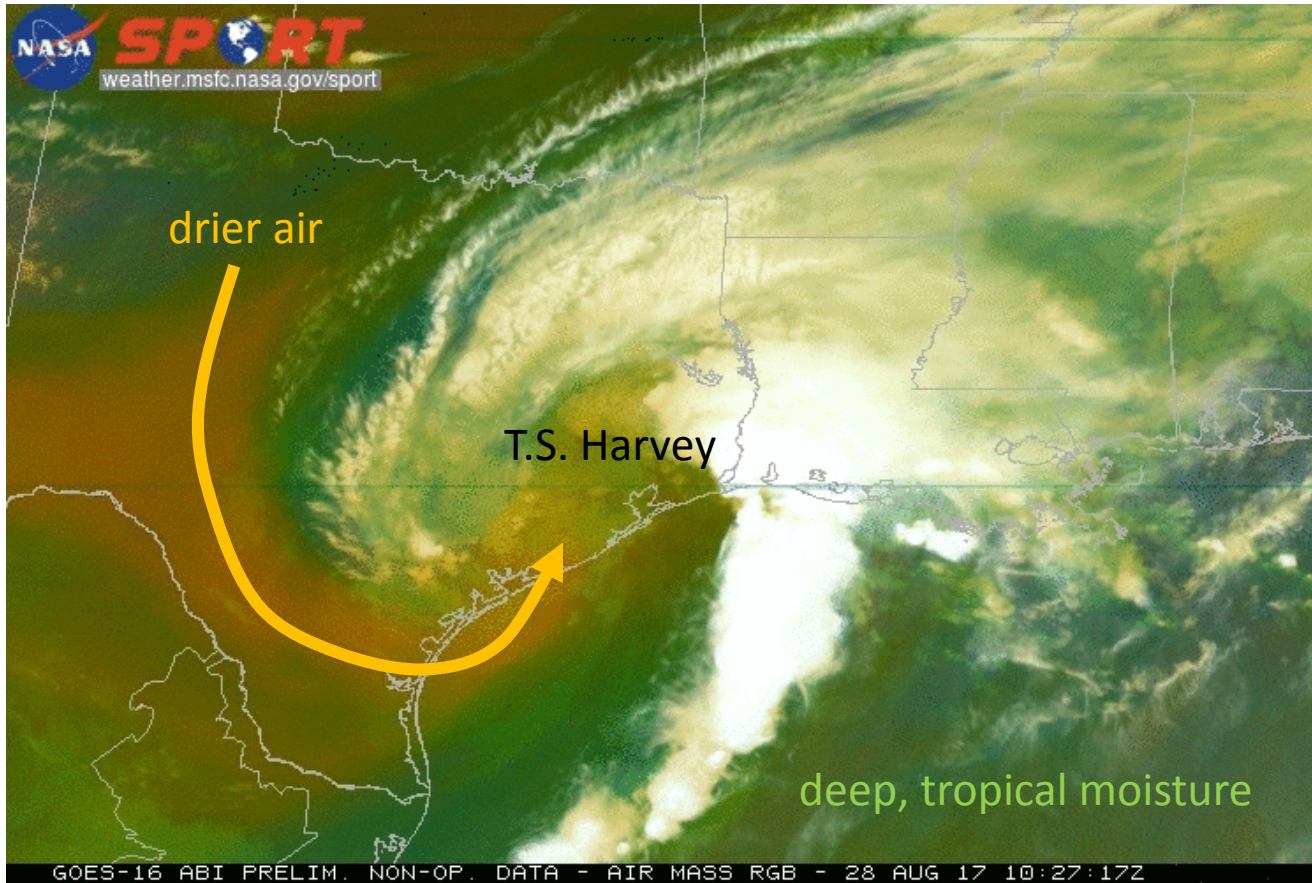 NASA
SPORT
weather.msfc.nasa.gov/sport
drier air
T.S. Harvey
deep, tropical moisture
GOES-16 ABI PRELIM. NON-OP. DATA - AIR MASS RGB - 28 AUG 17 10:27:17Z